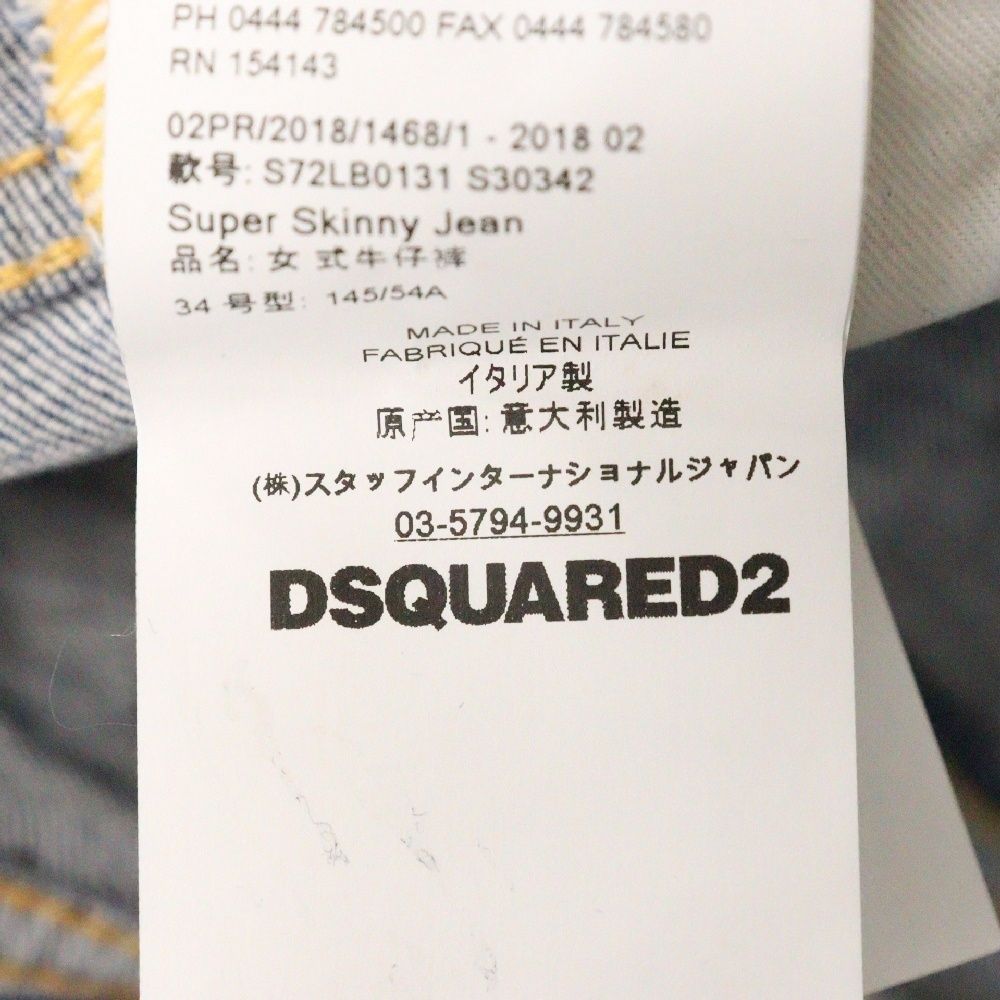 PH 0444 784500 FAX 0444 784580
RN 154143
02PR/2018/1468/1 - 2018 02
款号: S72LB0131 S30342
Super Skinny Jean
品名: 女 式牛仔裤
34 号型: 145/54A
MADE IN ITALY
FABRIQUÉ EN ITALIE
イタリア製
原产国: 意大利製造
(株)スタッフインターナショナルジャパン
03-5794-9931
DSQUARED2